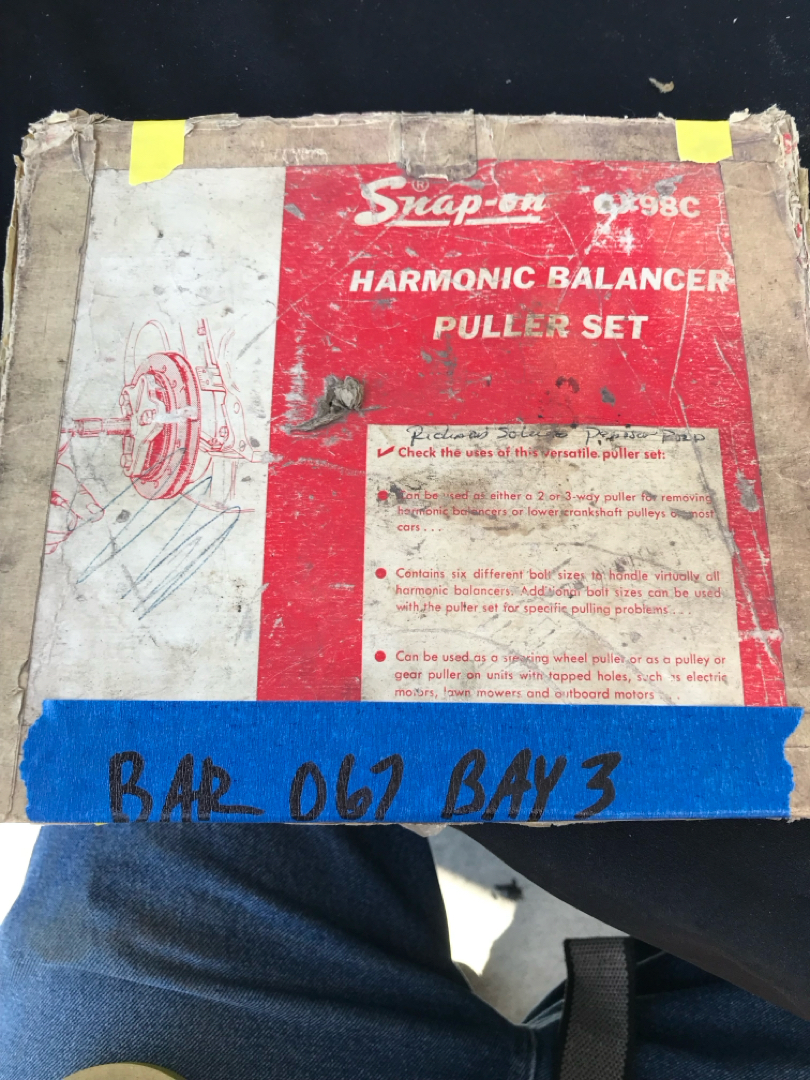 Snap-on®
HARMONIC BALANCER
PULLER SET
✓ Check the uses of this versatile puller set:
● Can be used as either a 2 or 3-way puller for removing
harmonic balancers or lower crankshaft pulleys on most
cars . . .
● Contains six different bolt sizes to handle virtually all
harmonic balancers. Additional bolt sizes can be used
with the puller set for specific pulling problems . . .
● Can be used as a steering wheel puller or as a pulley or
gear puller on units with tapped holes, such as electric
motors, lawn mowers and outboard motors
BAR 067 BAY 3